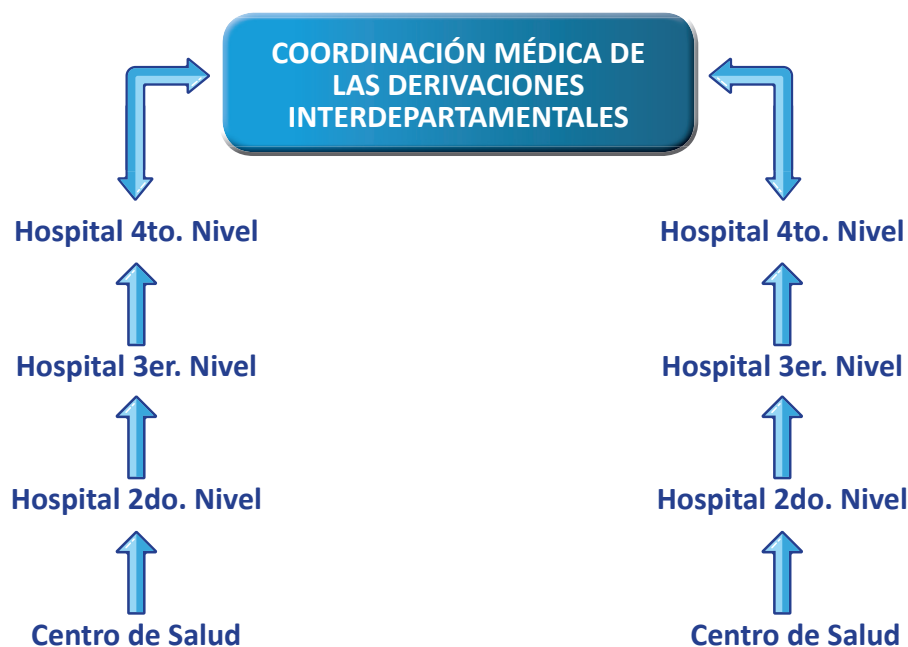 COORDINACIÓN MÉDICA DE
LAS DERIVACIONES
INTERDEPARTAMENTALES
Hospital 4to. Nivel
Hospital 4to. Nivel
Hospital 3er. Nivel
Hospital 3er. Nivel
Hospital 2do. Nivel
Hospital 2do. Nivel
Centro de Salud
Centro de Salud